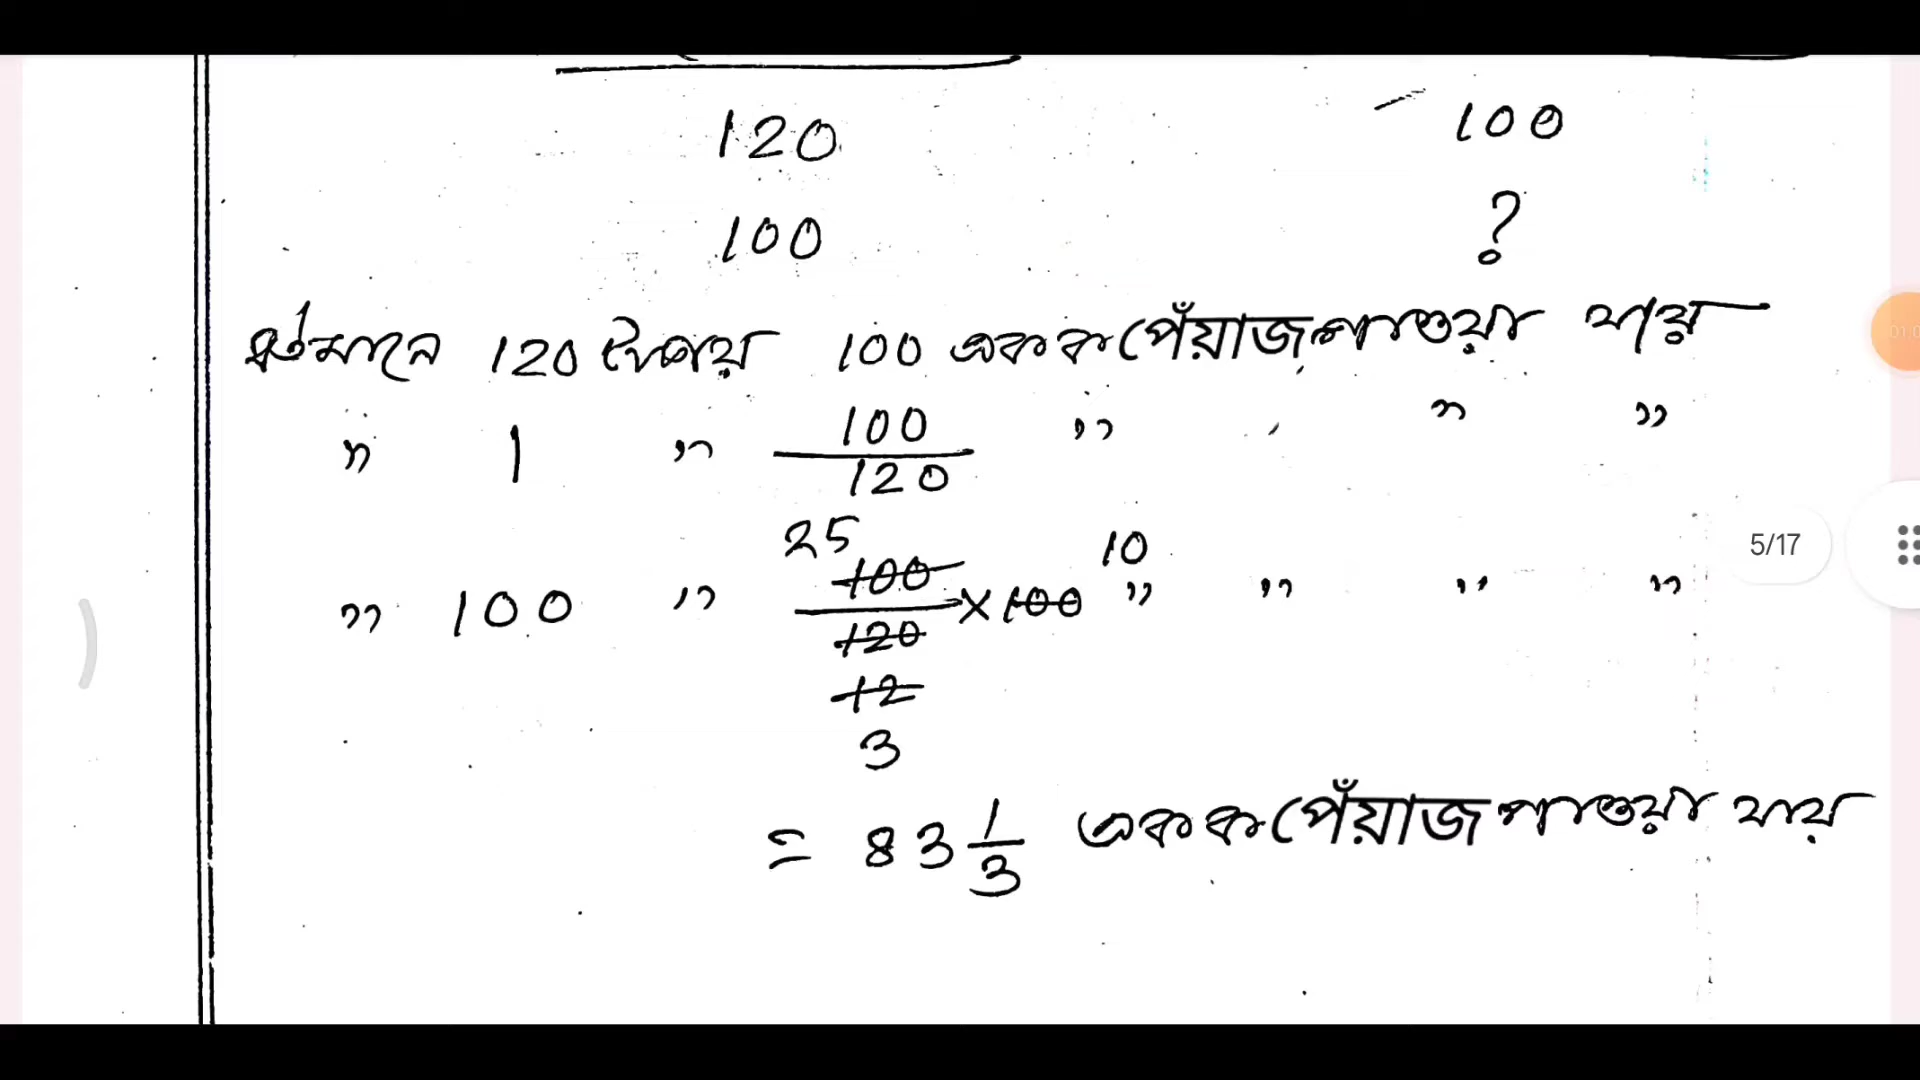 120 100
100 ?
বর্তমানে 120 টাকায় 100 একক পেঁয়াজ পাওয়া যায়
" 1 " 100/120 " " "
25 10
" 100 " 100/120 × 100 " " " "
12
3
= 83 1/3 একক পেঁয়াজ পাওয়া যায়
5/17